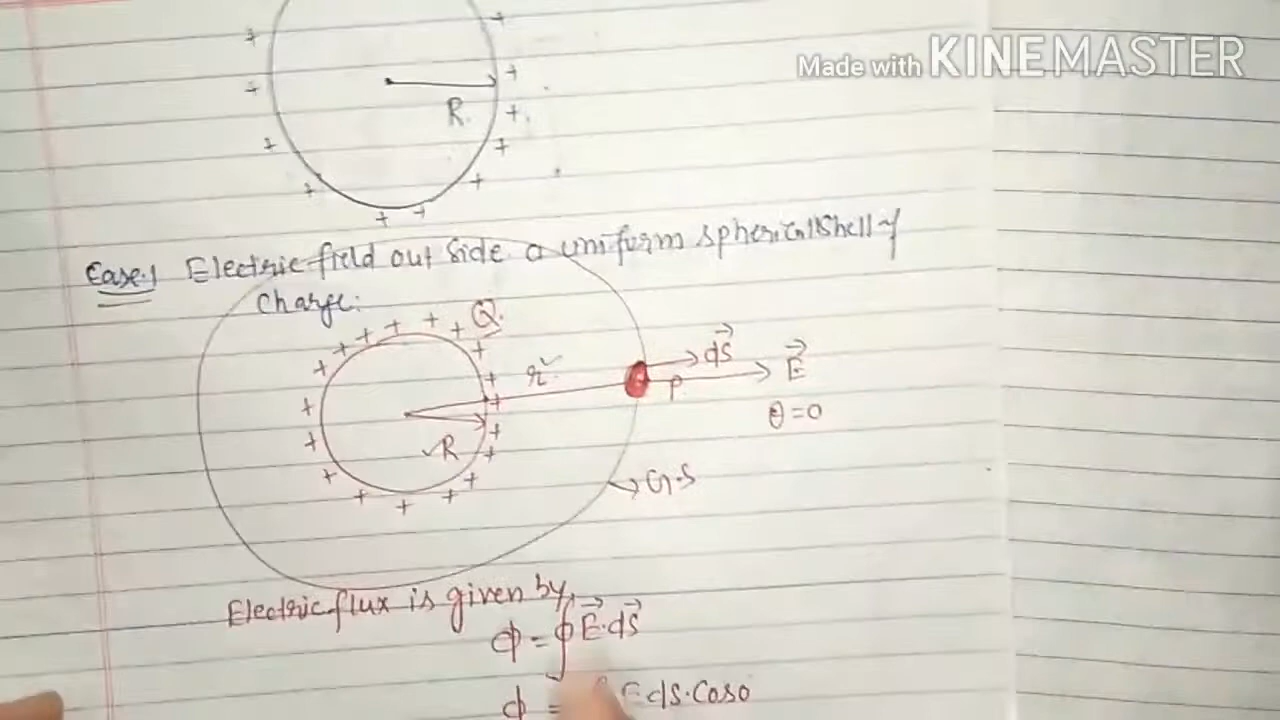 Made with KINEMASTER
R.
Case.1 Electric field out side a uniform spherical shell of
Charge.
Q.
r
dS
P
E
θ=0
R
G.S
Electric flux is given by,
ϕ = ∮ E.dS
ϕ = E ds.Cos0